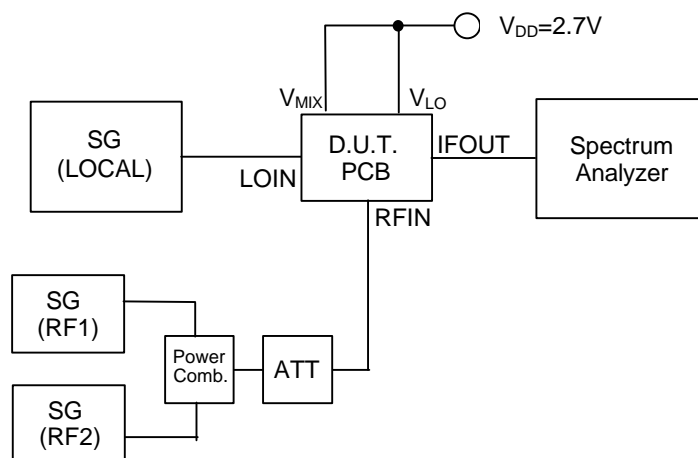 V_DD=2.7V
V_MIX
V_LO
SG
(LOCAL)
LOIN
D.U.T.
PCB
IFOUT
RFIN
Spectrum
Analyzer
SG
(RF1)
Power
Comb.
ATT
SG
(RF2)